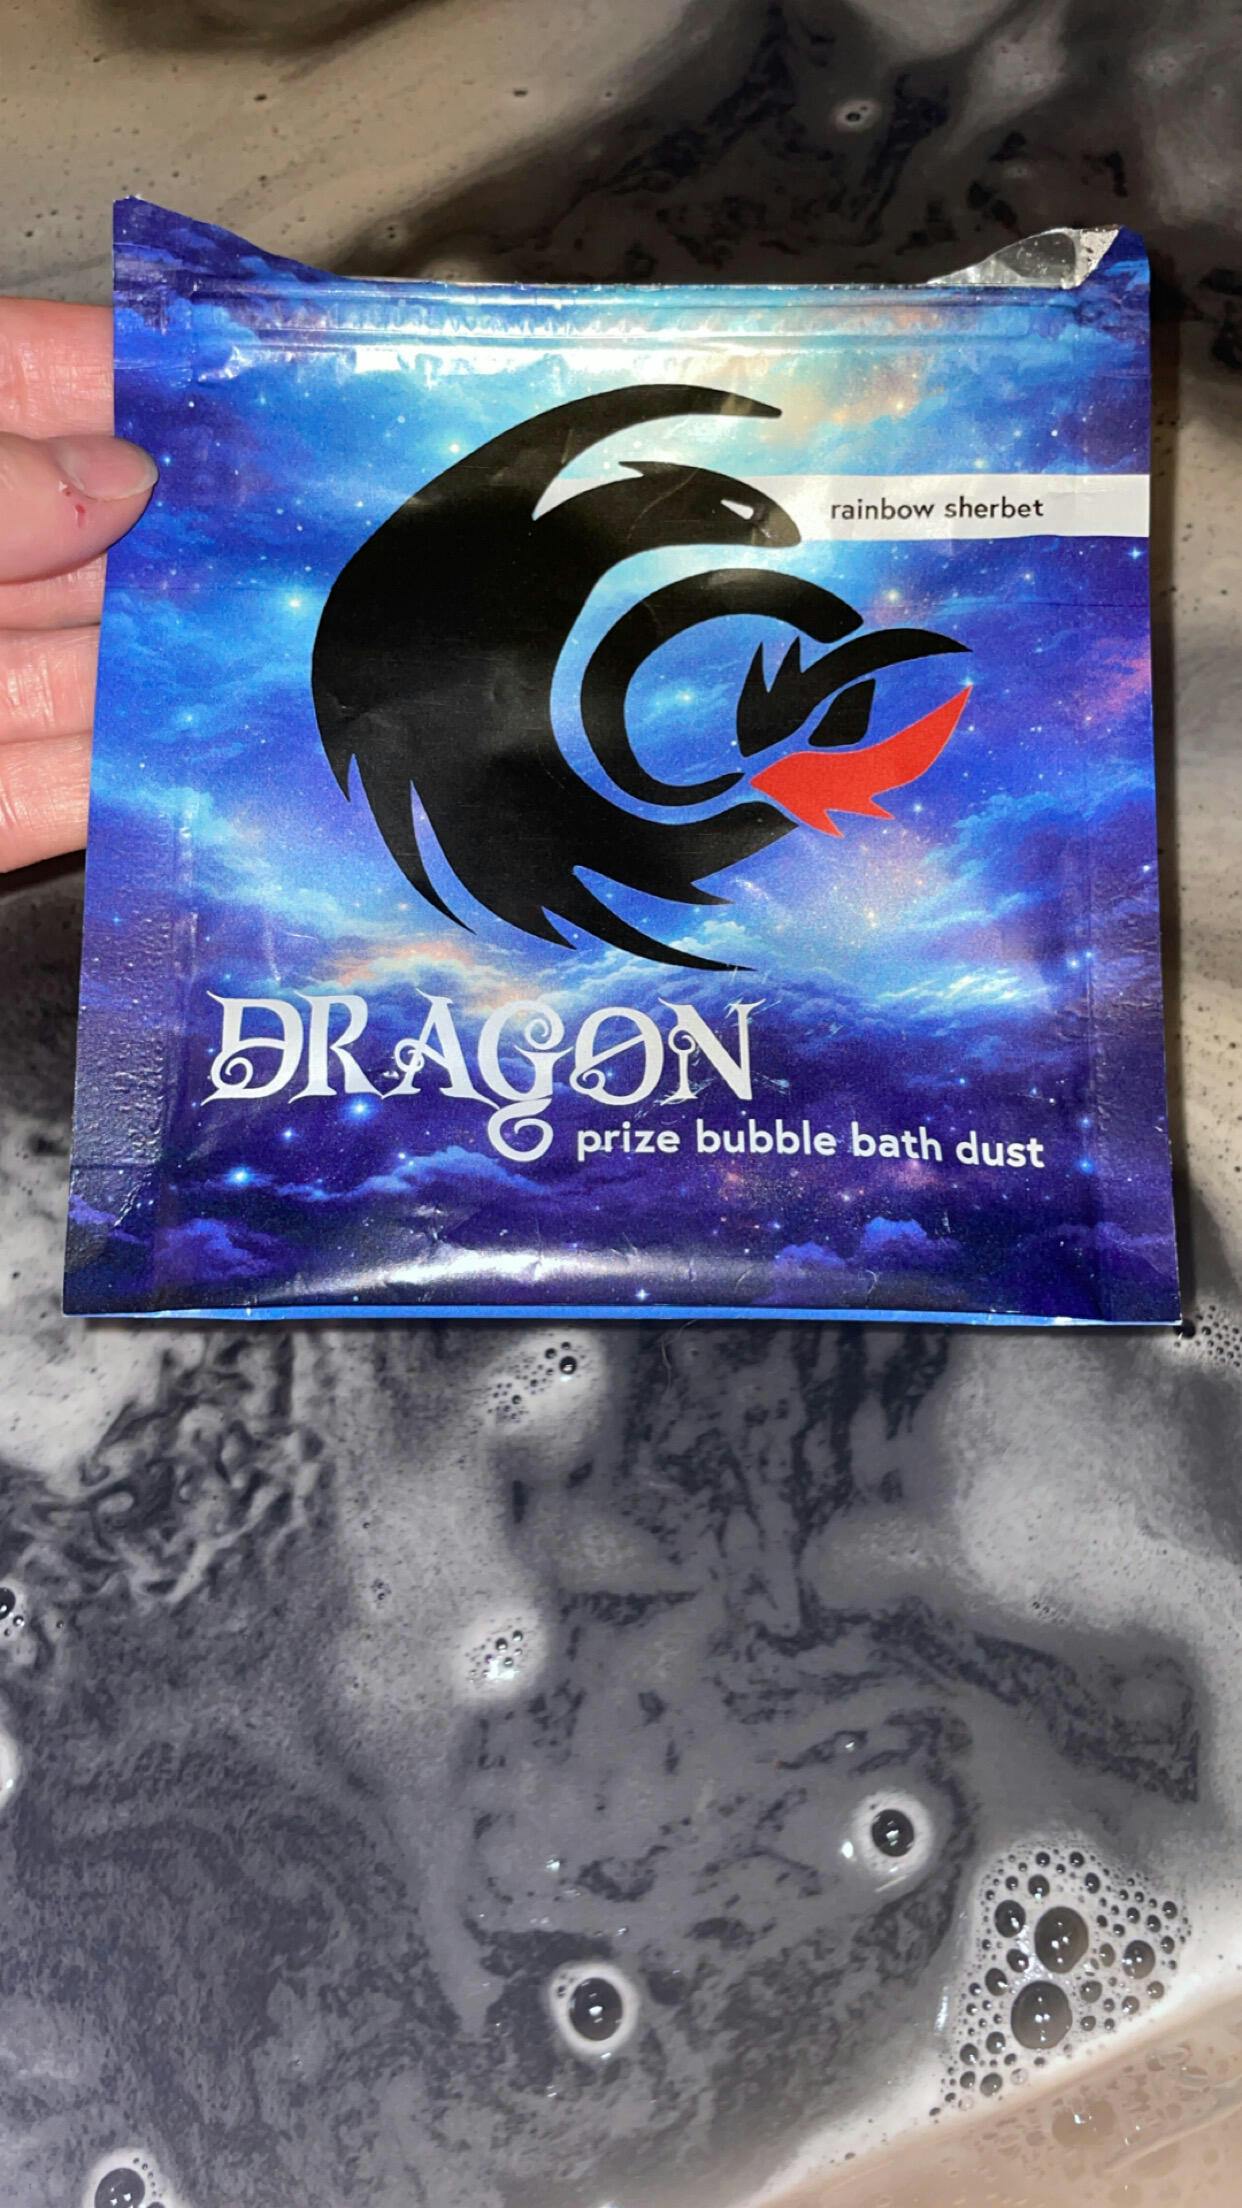 rainbow sherbet
DRAGON
prize bubble bath dust